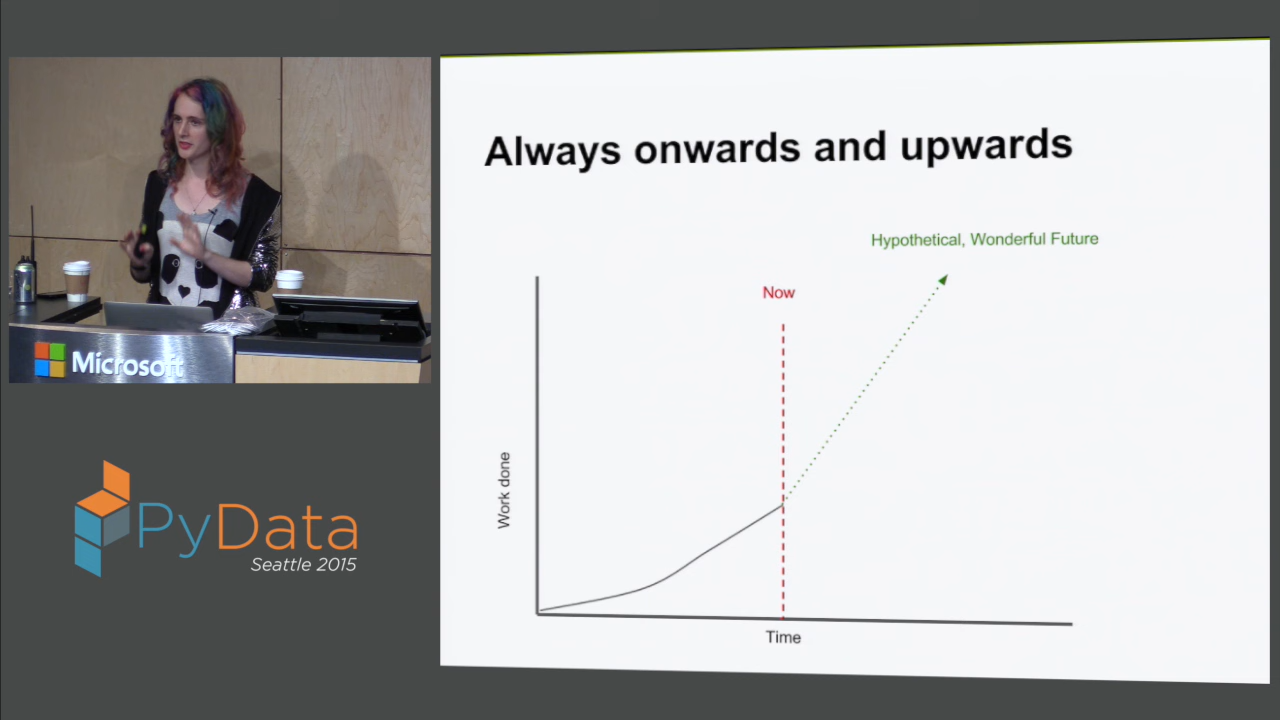 Always onwards and upwards
Hypothetical, Wonderful Future
Now
Work done
Time
Microsoft
PyData
Seattle 2015